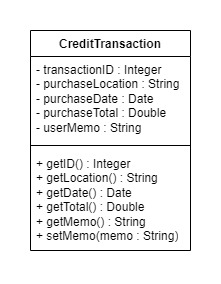 CreditTransaction
- transactionID : Integer
- purchaseLocation : String
- purchaseDate : Date
- purchaseTotal : Double
- userMemo : String
+ getID() : Integer
+ getLocation() : String
+ getDate() : Date
+ getTotal() : Double
+ getMemo() : String
+ setMemo(memo : String)